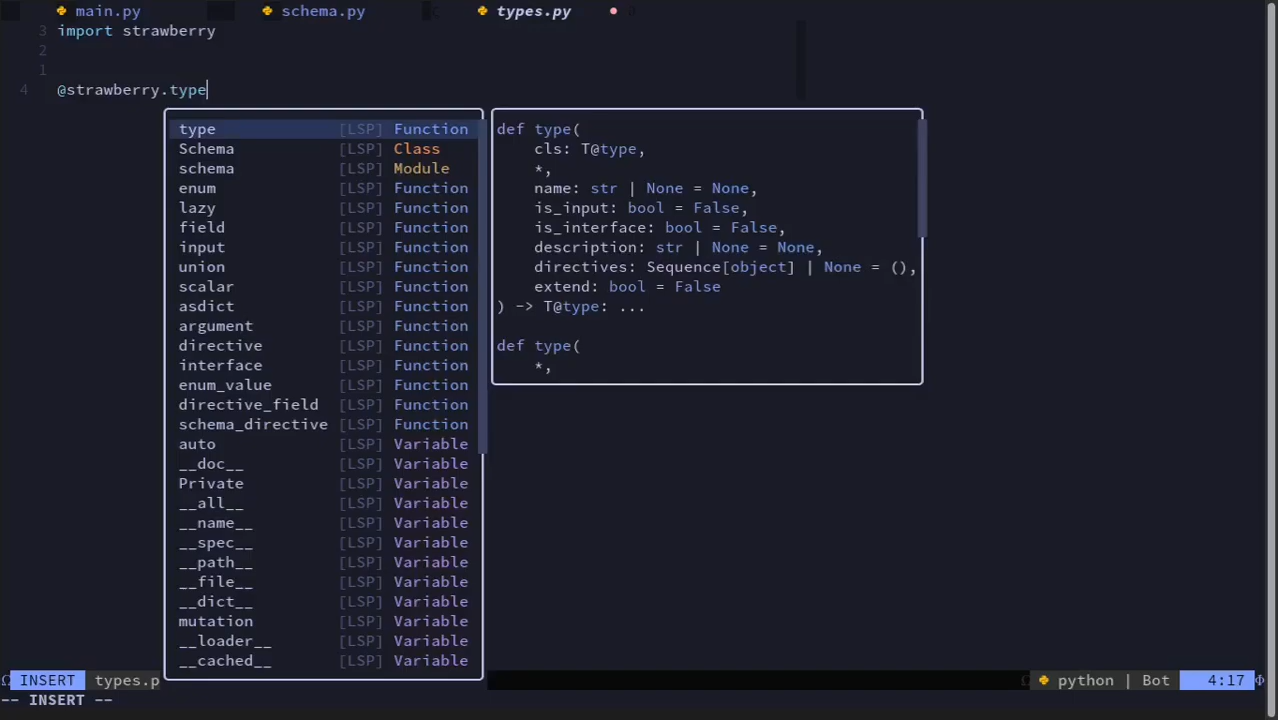 main.py schema.py types.py
3 import strawberry
2
1
4 @strawberry.type
type [LSP] Function
Schema [LSP] Class
schema [LSP] Module
enum [LSP] Function
lazy [LSP] Function
field [LSP] Function
input [LSP] Function
union [LSP] Function
scalar [LSP] Function
asdict [LSP] Function
argument [LSP] Function
directive [LSP] Function
interface [LSP] Function
enum_value [LSP] Function
directive_field [LSP] Function
schema_directive [LSP] Function
auto [LSP] Variable
__doc__ [LSP] Variable
Private [LSP] Variable
__all__ [LSP] Variable
__name__ [LSP] Variable
__spec__ [LSP] Variable
__path__ [LSP] Variable
__file__ [LSP] Variable
__dict__ [LSP] Variable
mutation [LSP] Variable
__loader__ [LSP] Variable
__cached__ [LSP] Variable
def type(
cls: T@type,
*,
name: str | None = None,
is_input: bool = False,
is_interface: bool = False,
description: str | None = None,
directives: Sequence[object] | None = (),
extend: bool = False
) -> T@type: ...
def type(
*,
INSERT types.p python | Bot 4:17
-- INSERT --